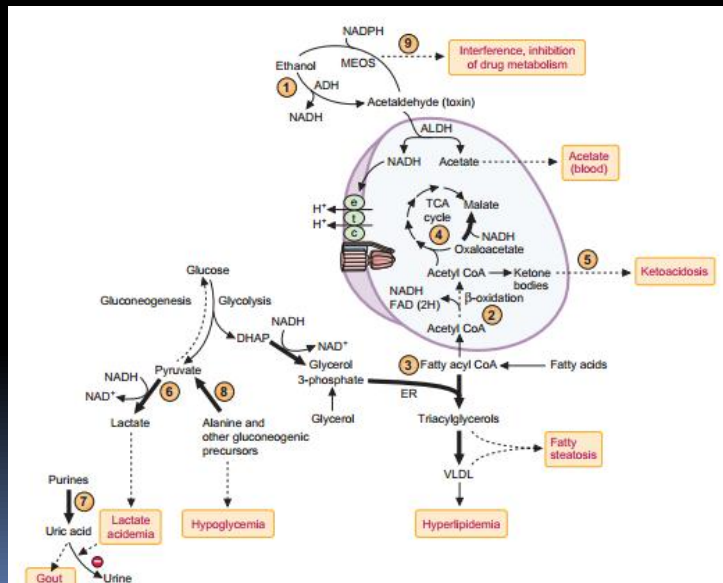 NADPH
9
Interference, inhibition
of drug metabolism
Ethanol
MEOS
1
ADH
NADH
Acetaldehyde (toxin)
ALDH
NADH
Acetate
Acetate
(blood)
H+
H+
e
t
c
TCA
cycle
4
Malate
NADH
Oxaloacetate
Acetyl CoA
Ketone
bodies
5
Ketoacidosis
NADH
FAD (2H)
β-oxidation
2
Acetyl CoA
Glucose
Gluconeogenesis
Glycolysis
DHAP
NADH
NAD+
Glycerol
3-phosphate
3
Fatty acyl CoA
Fatty acids
ER
Glycerol
Pyruvate
NADH
NAD+
6
8
Lactate
Alanine and
other gluconeogenic
precursors
Triacylglycerols
Fatty
steatosis
VLDL
Purines
7
Uric acid
Lactate
acidemia
Hypoglycemia
Hyperlipidemia
Gout
Urine